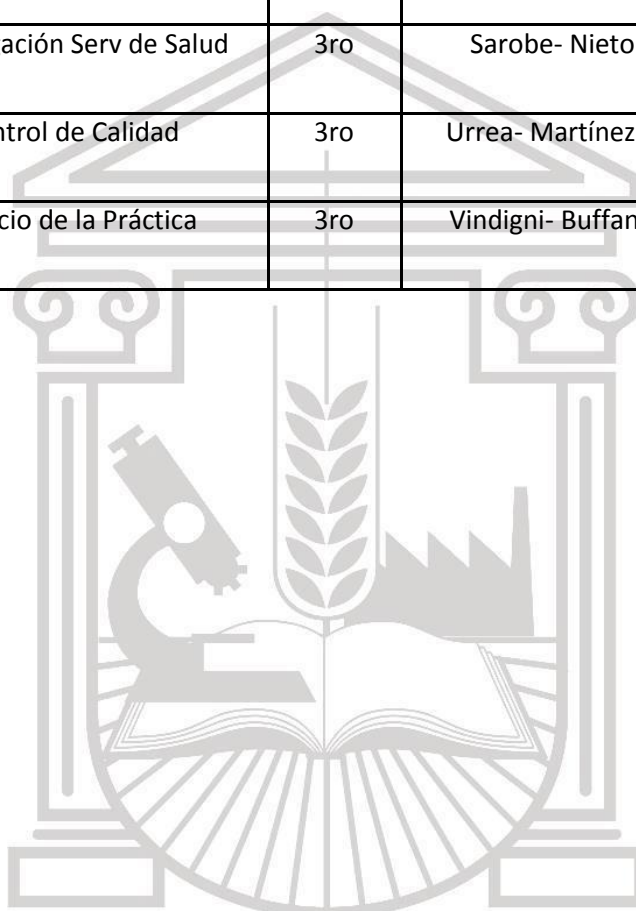 ación Serv de Salud 3ro Sarobe- Nieto
ntrol de Calidad 3ro Urrea- Martínez
cio de la Práctica 3ro Vindigni- Buffan